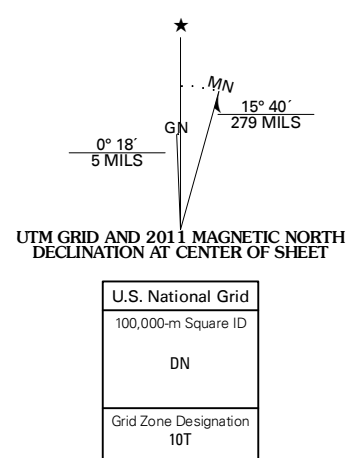 ★
MN
15° 40´
279 MILS
GN
0° 18´
5 MILS
UTM GRID AND 2011 MAGNETIC NORTH
DECLINATION AT CENTER OF SHEET
U.S. National Grid
100,000-m Square ID
DN
Grid Zone Designation
10T